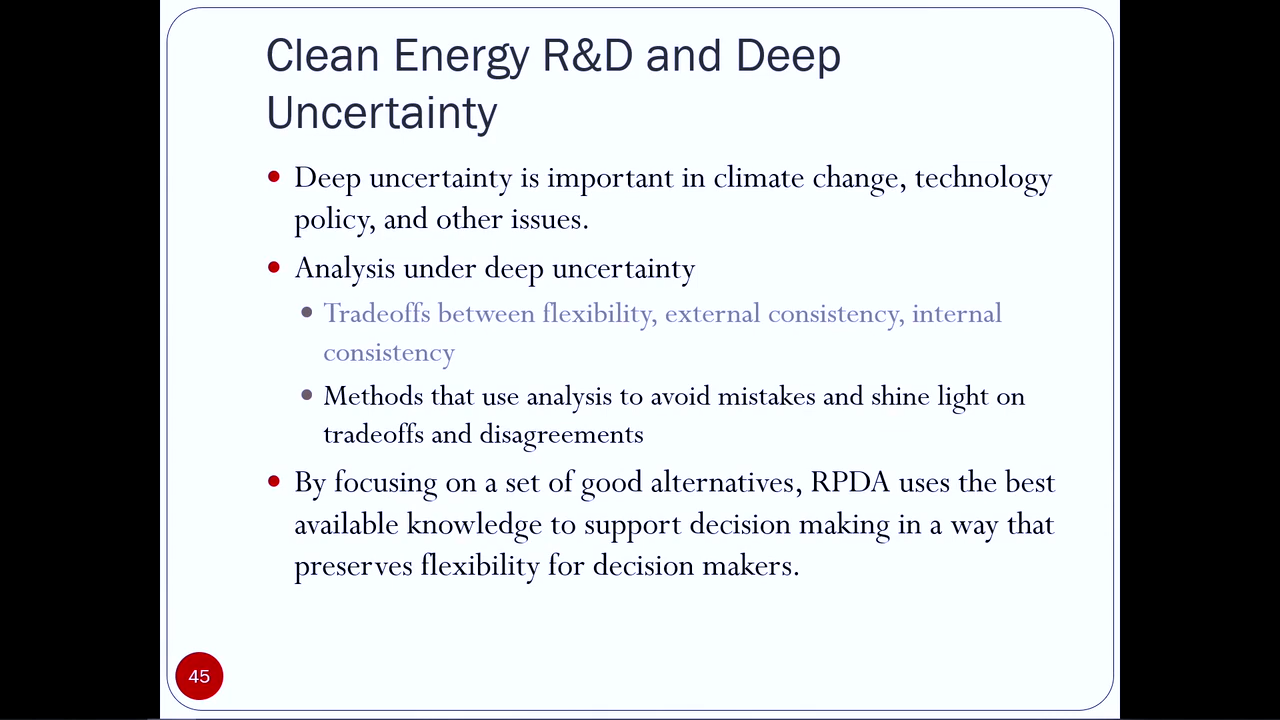 Clean Energy R&D and Deep
Uncertainty
Deep uncertainty is important in climate change, technology
policy, and other issues.
Analysis under deep uncertainty
Tradeoffs between flexibility, external consistency, internal
consistency
Methods that use analysis to avoid mistakes and shine light on
tradeoffs and disagreements
By focusing on a set of good alternatives, RPDA uses the best
available knowledge to support decision making in a way that
preserves flexibility for decision makers.
45